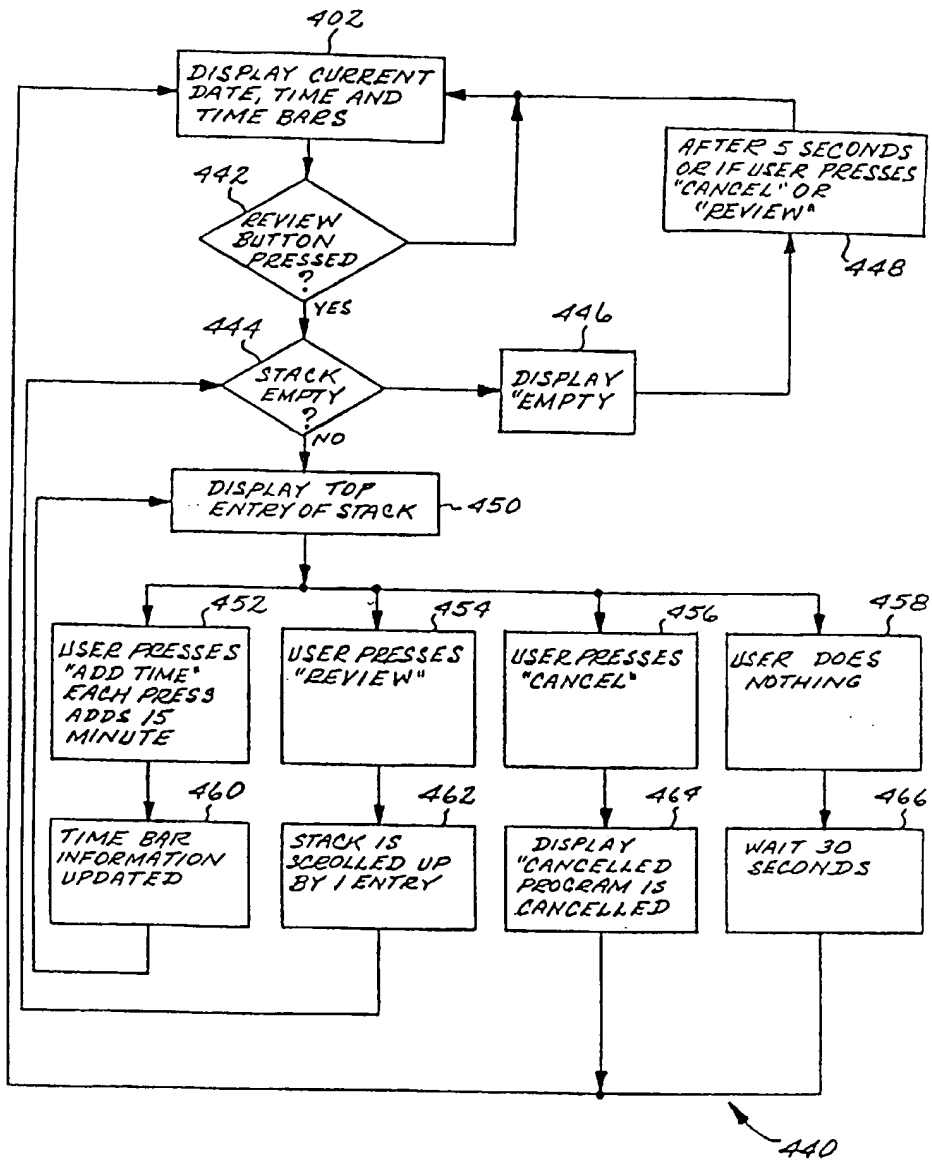 402
DISPLAY CURRENT
DATE, TIME AND
TIME BARS
442
REVIEW
BUTTON
PRESSED
?
YES
AFTER 5 SECONDS
OR IF USER PRESSES
"CANCEL" OR
"REVIEW"
448
444
STACK
EMPTY
?
NO
446
DISPLAY
"EMPTY
DISPLAY TOP
ENTRY OF STACK
450
452
USER PRESSES
"ADD TIME"
EACH PRESS
ADDS 15
MINUTE
454
USER PRESSES
"REVIEW"
456
USER PRESSES
"CANCEL"
458
USER DOES
NOTHING
460
TIME BAR
INFORMATION
UPDATED
462
STACK IS
SCROLLED UP
BY 1 ENTRY
464
DISPLAY
"CANCELLED
PROGRAM IS
CANCELLED
466
WAIT 30
SECONDS
440